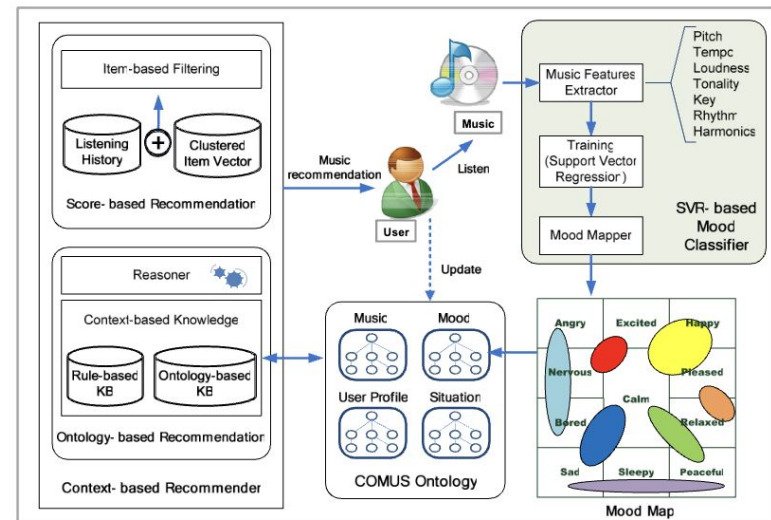 Item-based Filtering
Listening
History
Clustered
Item Vector
Score- based Recommendation
Reasoner
Context-based Knowledge
Rule-based
KB
Ontology-based
KB
Ontology- based Recommendation
Context- based Recommender
Music
recommendation
User
Listen
Music
Update
Music Features
Extractor
Training
(Support Vector
Regression)
Mood Mapper
Pitch
Tempo
Loudness
Tonality
Key
Rhythm
Harmonics
SVR- based
Mood
Classifier
Music
Mood
User Profile
Situation
COMUS Ontology
Angry
Excited
Happy
Nervous
Pleased
Calm
Bored
Relaxed
Sad
Sleepy
Peaceful
Mood Map